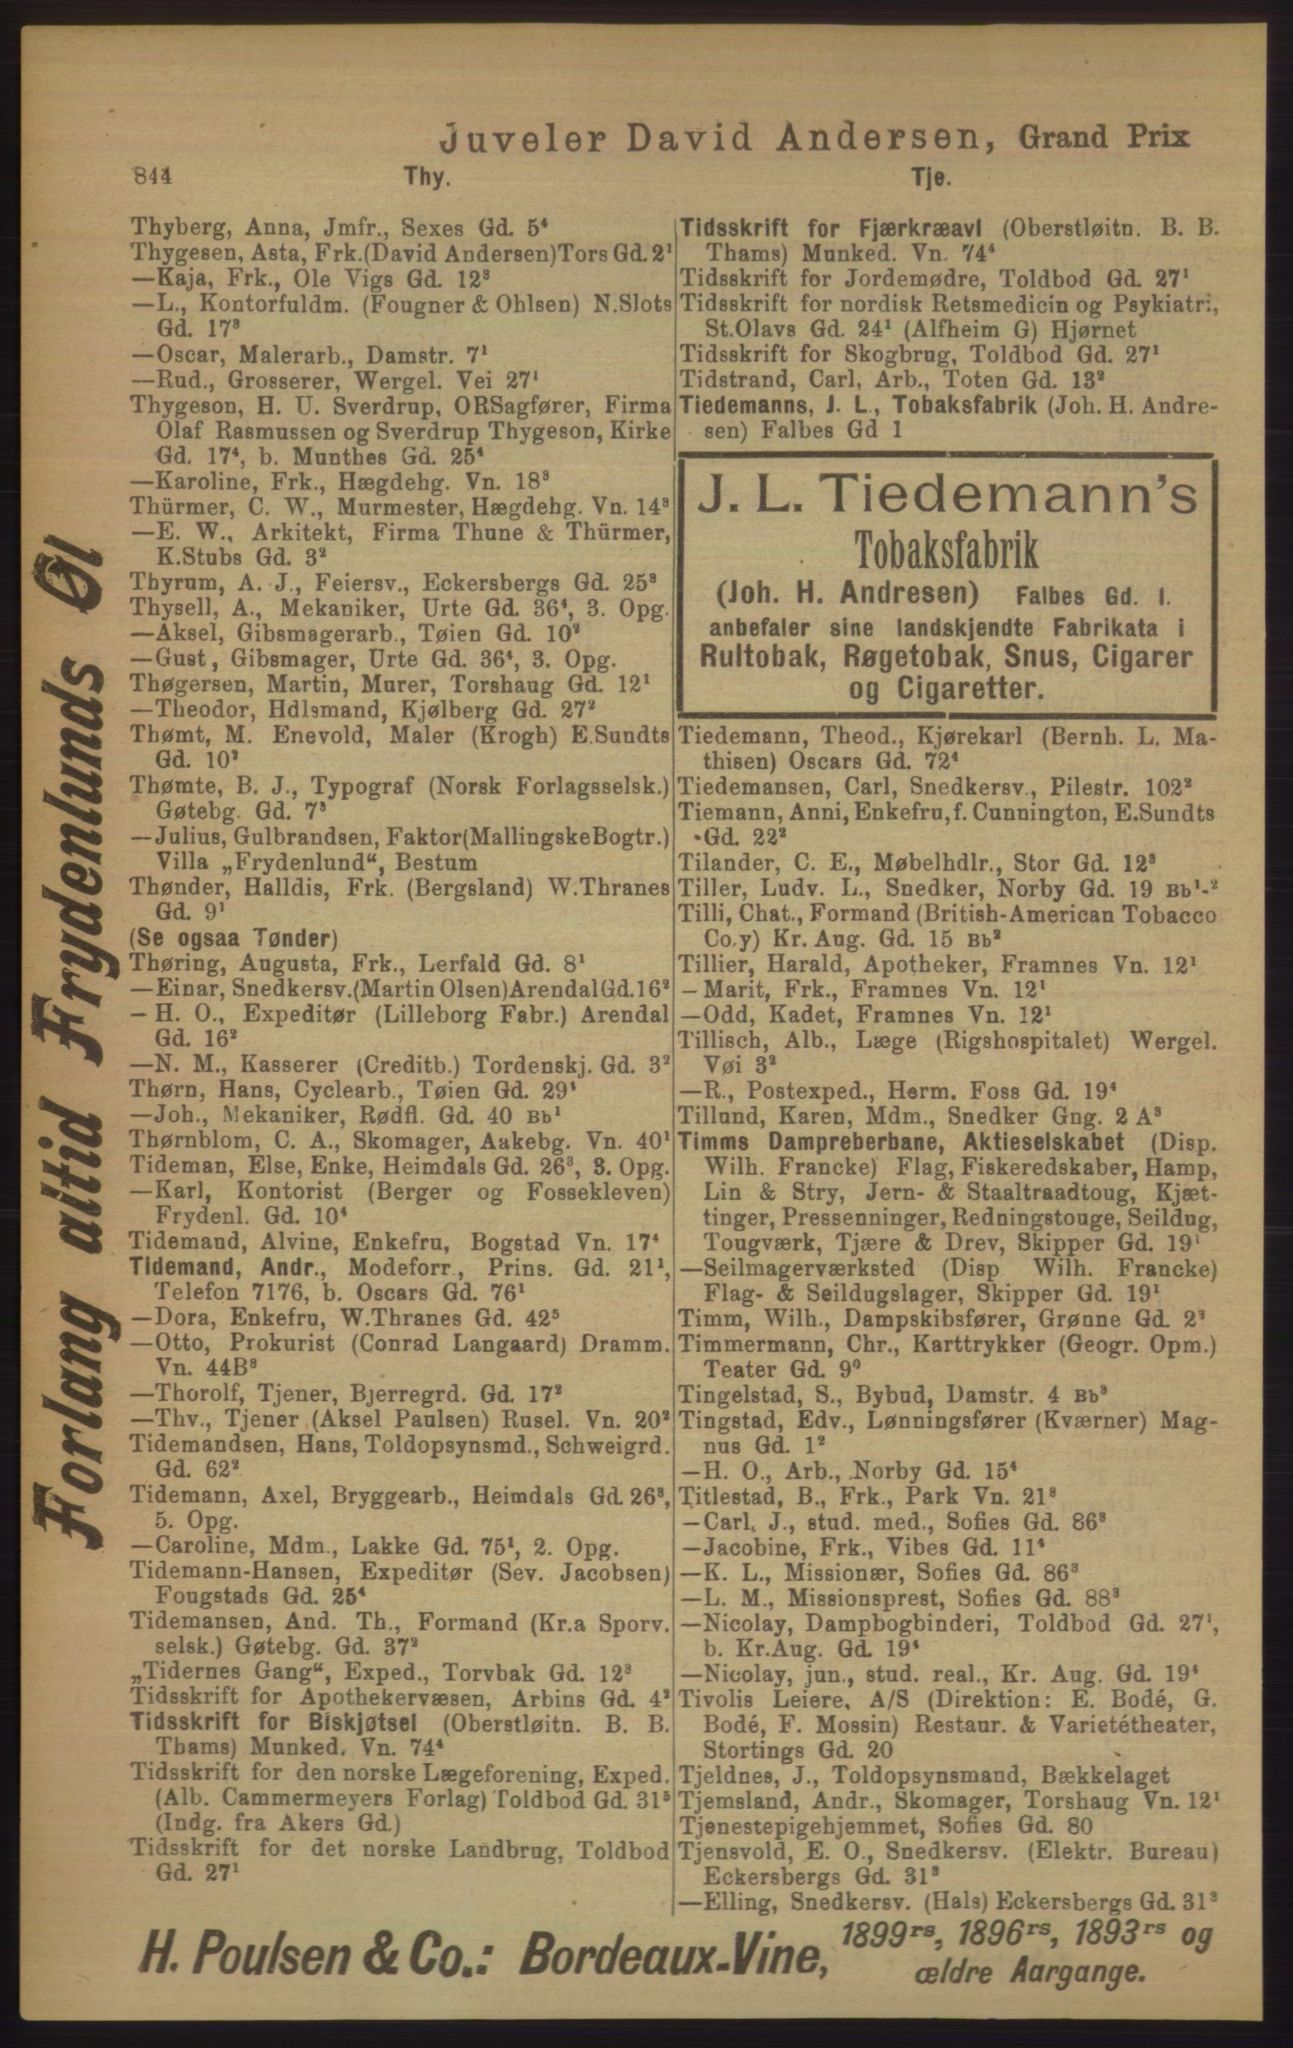 Juveler David Andersen, Grand Prix
844 Thy. Tje.
Thyberg, Anna, Jmfr., Sexes Gd. 5⁴
Thygesen, Asta, Frk.(David Andersen)Tors Gd. 2¹
—Kaja, Frk., Ole Vigs Gd. 12³
—L., Kontorfuldm. (Fougner & Ohlsen) N.Slots
Gd. 17³
—Oscar, Malerarb., Damstr. 7¹
—Rud., Grosserer, Wergel. Vei 27¹
Thygeson, H. U. Sverdrup, ORSagfører, Firma
Olaf Rasmussen og Sverdrup Thygeson, Kirke
Gd. 17⁴, b. Munthes Gd. 25⁴
—Karoline, Frk., Hægdehg. Vn. 18³
Thürmer, C. W., Murmester, Hægdehg. Vn. 14³
—E. W., Arkitekt, Firma Thune & Thürmer,
K.Stubs Gd. 3²
Thyrum, A. J., Feiersv., Eckersbergs Gd. 25³
Thysell, A., Mekaniker, Urte Gd. 36⁴, 3. Opg.
—Aksel, Gibsmagerarb., Tøien Gd. 10²
—Gust, Gibsmager, Urte Gd. 36⁴, 3. Opg.
Thøgersen, Martin, Murer, Torshaug Gd. 12¹
—Theodor, Hdlsmand, Kjølberg Gd. 27²
Thømt, M. Enevold, Maler (Krogh) E.Sundts
Gd. 10²
Thømte, B. J., Typograf (Norsk Forlagsselsk.)
Gøtebg. Gd. 7³
—Julius, Gulbrandsen, Faktor(MallingskeBogtr.)
Villa „Frydenlund“, Bestum
Thønder, Halldis, Frk. (Bergsland) W.Thranes
Gd. 9¹
(Se ogsaa Tønder)
Thøring, Augusta, Frk., Lerfald Gd. 8¹
—Einar, Snedkersv.(Martin Olsen)ArendalGd.16²
—H. O., Expeditør (Lilleborg Fabr.) Arendal
Gd. 16²
—N. M., Kasserer (Creditb.) Tordenskj. Gd. 3²
Thørn, Hans, Cyclearb., Tøien Gd. 29⁴
—Joh., Mekaniker, Rødfl. Gd. 40 Bb¹
Thørnblom, C. A., Skomager, Aakebg. Vn. 40¹
Tideman, Else, Enke, Heimdals Gd. 26³, 3. Opg.
—Karl, Kontorist (Berger og Fossekleven)
Frydenl. Gd. 10⁴
Tidemand, Alvine, Enkefru, Bogstad Vn. 17⁴
Tidemand, Andr., Modeforr., Prins. Gd. 21¹,
Telefon 7176, b. Oscars Gd. 76¹
—Dora, Enkefru, W.Thranes Gd. 42⁵
—Otto, Prokurist (Conrad Langaard) Dramm.
Vn. 44B³
—Thorolf, Tjener, Bjerregrd. Gd. 17²
—Thv., Tjener (Aksel Paulsen) Rusel. Vn. 20²
Tidemandsen, Hans, Toldopsynsmd., Schweigrd.
Gd. 62²
Tidemann, Axel, Bryggearb., Heimdals Gd. 26³,
5. Opg.
—Caroline, Mdm., Lakke Gd. 75¹, 2. Opg.
Tidemann-Hansen, Expeditør (Sev. Jacobsen)
Fougstads Gd. 25⁴
Tidemansen, And. Th., Formand (Kr.a Sporv.
selsk.) Gøtebg. Gd. 37²
„Tidernes Gang“, Exped., Torvbak Gd. 12³
Tidsskrift for Apothekervæsen, Arbins Gd. 4²
Tidsskrift for Biskjøtsel (Oberstløitn. B. B.
Thams) Munked. Vn. 74⁴
Tidsskrift for den norske Lægeforening, Exped.
(Alb. Cammermeyers Forlag) Toldbod Gd. 31⁵
(Indg. fra Akers Gd.)
Tidsskrift for det norske Landbrug, Toldbod
Gd. 27¹
Tidsskrift for Fjærkræavl (Oberstløitn. B. B.
Thams) Munked. Vn. 74⁴
Tidsskrift for Jordemødre, Toldbod Gd. 27¹
Tidsskrift for nordisk Retsmedicin og Psykiatri,
St.Olavs Gd. 24¹ (Alfheim G) Hjørnet
Tidsskrift for Skogbrug, Toldbod Gd. 27¹
Tidstrand, Carl, Arb., Toten Gd. 13²
Tiedemanns, J. L., Tobaksfabrik (Joh. H. Andre-
sen) Falbes Gd 1
J. L. Tiedemann's
Tobaksfabrik
(Joh. H. Andresen) Falbes Gd. 1.
anbefaler sine landskjendte Fabrikata i
Rultobak, Røgetobak, Snus, Cigarer
og Cigaretter.
Tiedemann, Theod., Kjørekarl (Bernh. L. Ma-
thisen) Oscars Gd. 72⁴
Tiedemansen, Carl, Snedkersv., Pilestr. 102²
Tiemann, Anni, Enkefru, f. Cunnington, E.Sundts
Gd. 22²
Tilander, C. E., Møbelhdlr., Stor Gd. 12³
Tiller, Ludv. L., Snedker, Norby Gd. 19 Bb¹-²
Tilli, Chat., Formand (British-American Tobacco
Co.y) Kr. Aug. Gd. 15 Bb²
Tillier, Harald, Apotheker, Framnes Vn. 12¹
—Marit, Frk., Framnes Vn. 12¹
—Odd, Kadet, Framnes Vn. 12¹
Tillisch, Alb., Læge (Rigshospitalet) Wergel.
Vøi 3²
—R., Postexped., Herm. Foss Gd. 19⁴
Tillund, Karen, Mdm., Snedker Gng. 2 A³
Timms Dampreberbane, Aktieselskabet (Disp.
Wilh. Francke) Flag, Fiskeredskaber, Hamp,
Lin & Stry, Jern- & Staaltraadtoug, Kjæt-
tinger, Pressenninger, Redningstouge, Seildug,
Tougværk, Tjære & Drev, Skipper Gd. 19¹
—Seilmagerværksted (Disp Wilh. Francke)
Flag- & Seildugslager, Skipper Gd. 19¹
Timm, Wilh., Dampskibsfører, Grønne Gd. 2³
Timmermann, Chr., Karttrykker (Geogr. Opm.)
Teater Gd. 9⁰
Tingelstad, S., Bybud, Damstr. 4 Bb³
Tingstad, Edv., Lønningsfører (Kværner) Mag-
nus Gd. 1²
—H. O., Arb., Norby Gd. 15⁴
Titlestad, B., Frk., Park Vn. 21³
—Carl, J., stud. med., Sofies Gd. 86³
—Jacobine, Frk., Vibes Gd. 11⁴
—K. L., Missionær, Sofies Gd. 86³
—L. M., Missionsprest, Sofies Gd. 88³
—Nicolay, Dampbogbinderi, Toldbod Gd. 27¹,
b. Kr.Aug. Gd. 19⁴
—Nicolay, jun., stud. real., Kr. Aug. Gd. 19⁴
Tivolis Leiere, A/S (Direktion: E. Bodé, G.
Bodé, F. Mossin) Restaur. & Varietétheater,
Stortings Gd. 20
Tjeldnes, J., Toldopsynsmand, Bækkelaget
Tjemsland, Andr., Skomager, Torshaug Vn. 12¹
Tjenestepigehjemmet, Sofies Gd. 80
Tjensvold, E. O., Snedkersv. (Elektr. Bureau)
Eckersbergs Gd. 31³
—Elling, Snedkersv. (Hals) Eckersbergs Gd. 31³
Forlang altid Frydenlunds Øl
H. Poulsen & Co.: Bordeaux-Vine, 1899rs, 1896rs, 1893rs og
ældre Aargange.